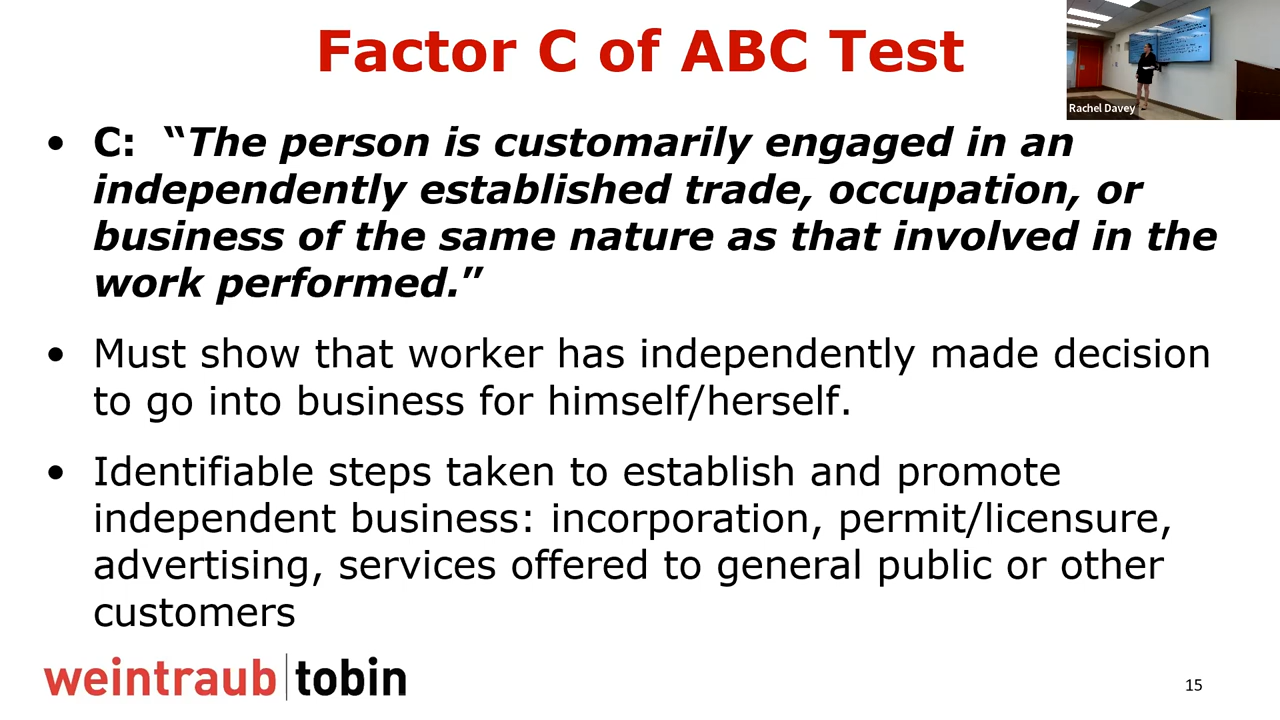 Factor C of ABC Test
Rachel Davey
• C: “The person is customarily engaged in an
independently established trade, occupation, or
business of the same nature as that involved in the
work performed.”
• Must show that worker has independently made decision
to go into business for himself/herself.
• Identifiable steps taken to establish and promote
independent business: incorporation, permit/licensure,
advertising, services offered to general public or other
customers
weintraub tobin
15